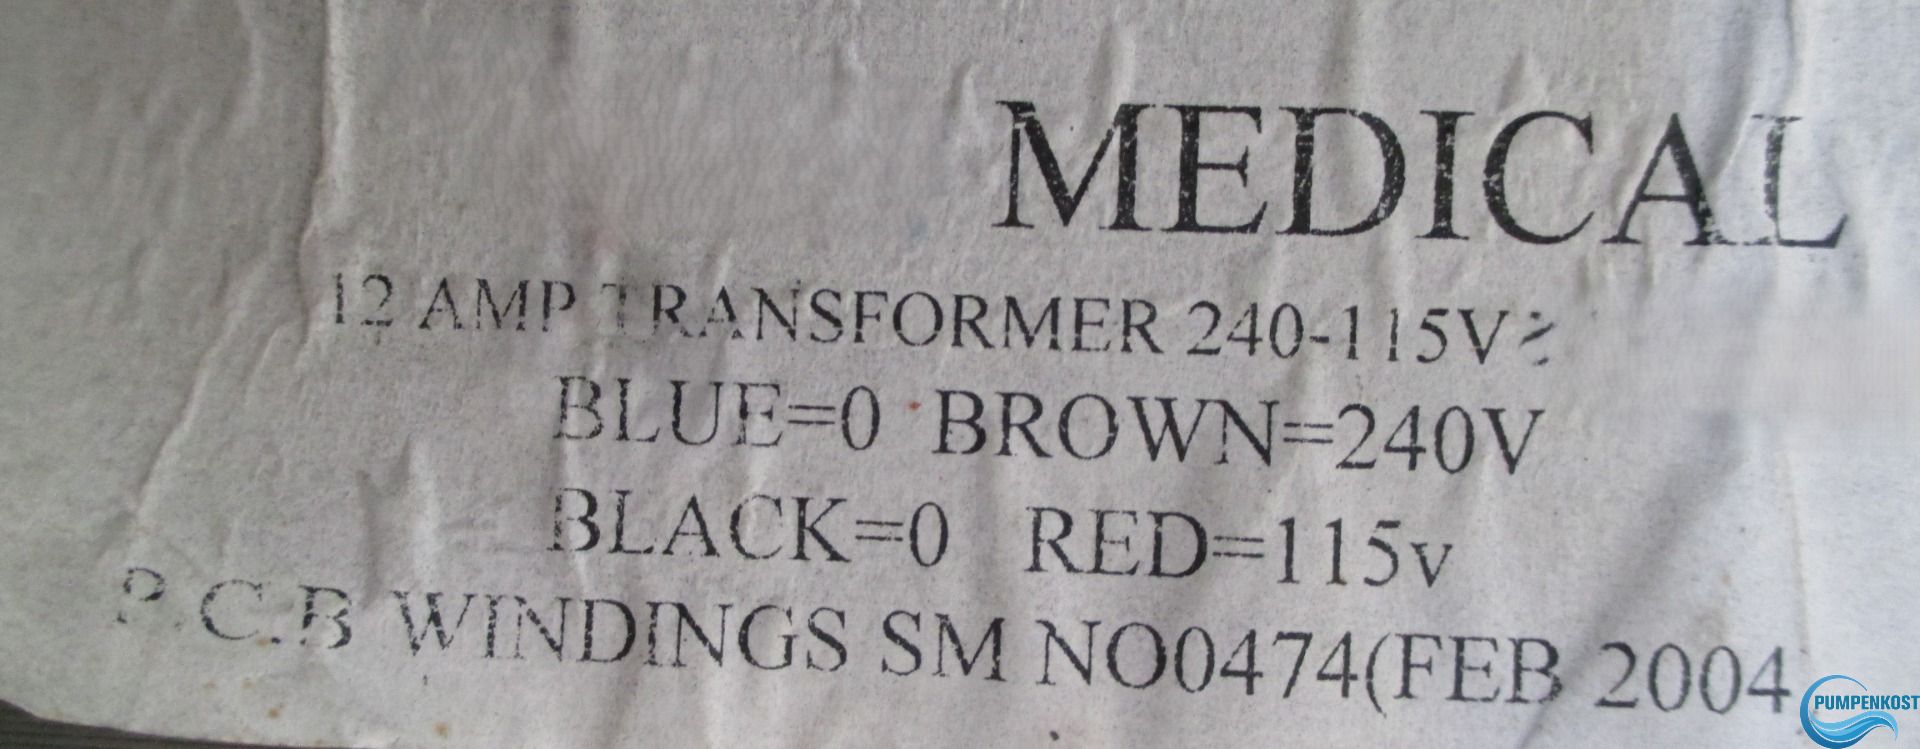 MEDICAL
12 AMP TRANSFORMER 240-115V
BLUE=0 BROWN=240V
BLACK=0 RED=115v
P.C.B WINDINGS SM NO0474(FEB 2004
PUMPENKOST